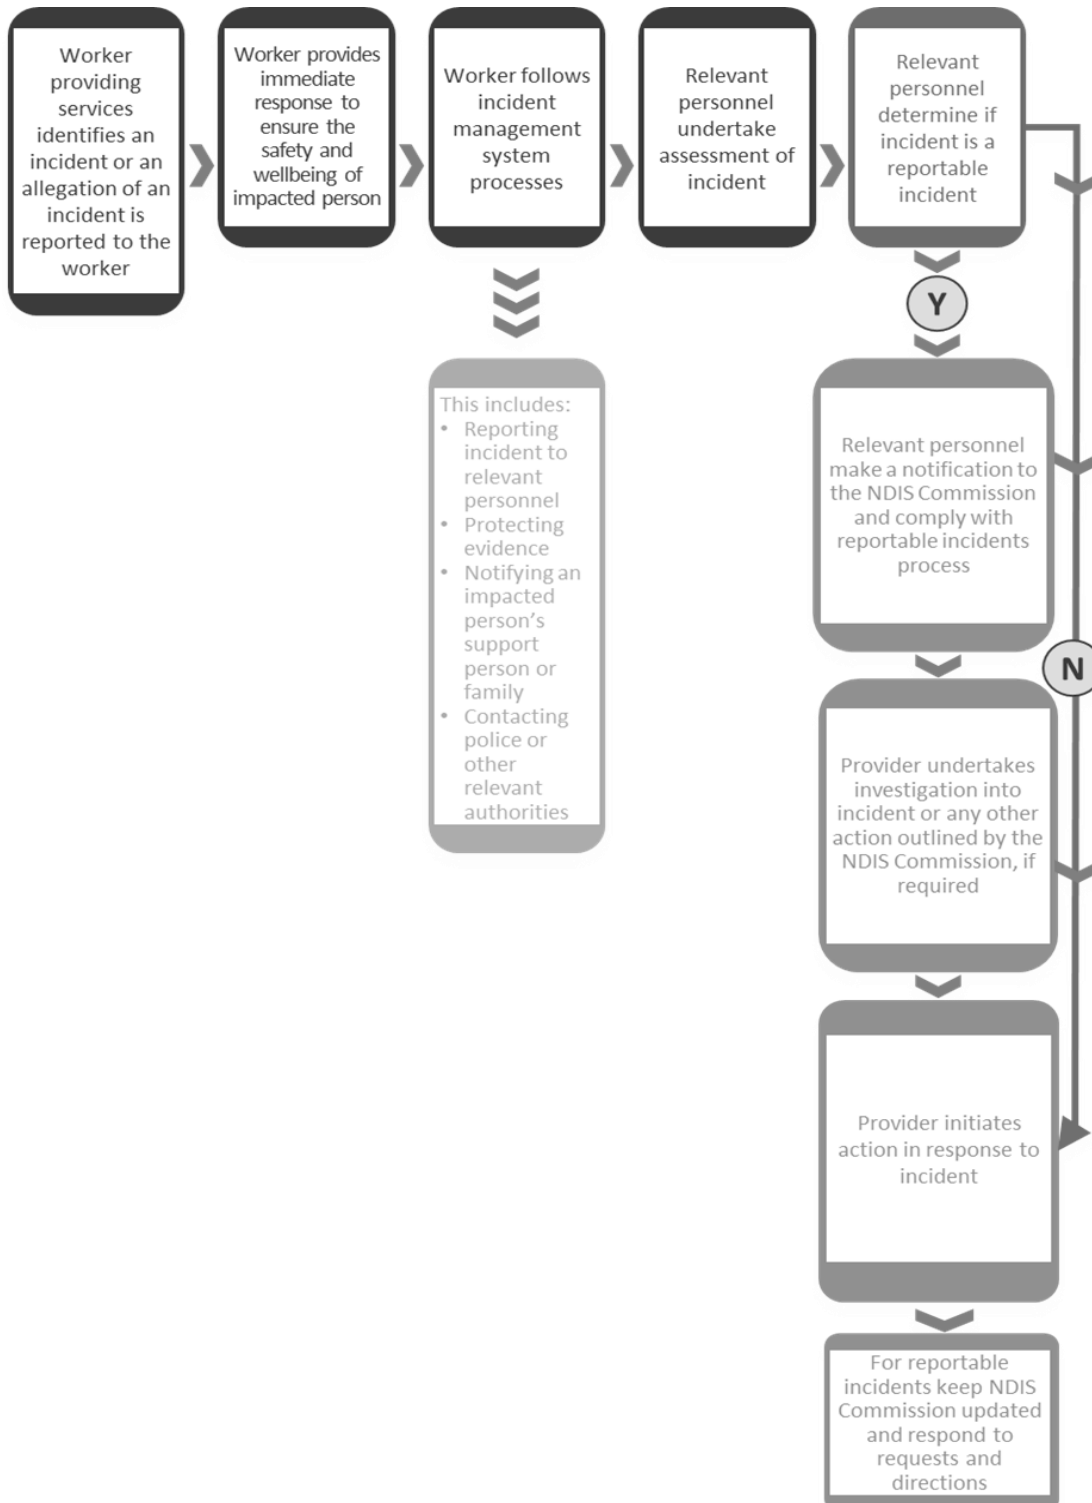 Worker
providing
services
identifies an
incident or an
allegation of an
incident is
reported to the
worker
Worker provides
immediate
response to
ensure the
safety and
wellbeing of
impacted person
Worker follows
incident
management
system
processes
Relevant
personnel
undertake
assessment of
incident
Relevant
personnel
determine if
incident is a
reportable
incident
Y
This includes:
• Reporting
incident to
relevant
personnel
• Protecting
evidence
• Notifying an
impacted
person's
support
person or
family
• Contacting
police or
other
relevant
authorities
Relevant personnel
make a notification to
the NDIS Commission
and comply with
reportable incidents
process
N
Provider undertakes
investigation into
incident or any other
action outlined by the
NDIS Commission, if
required
Provider initiates
action in response to
incident
For reportable
incidents keep NDIS
Commission updated
and respond to
requests and
directions